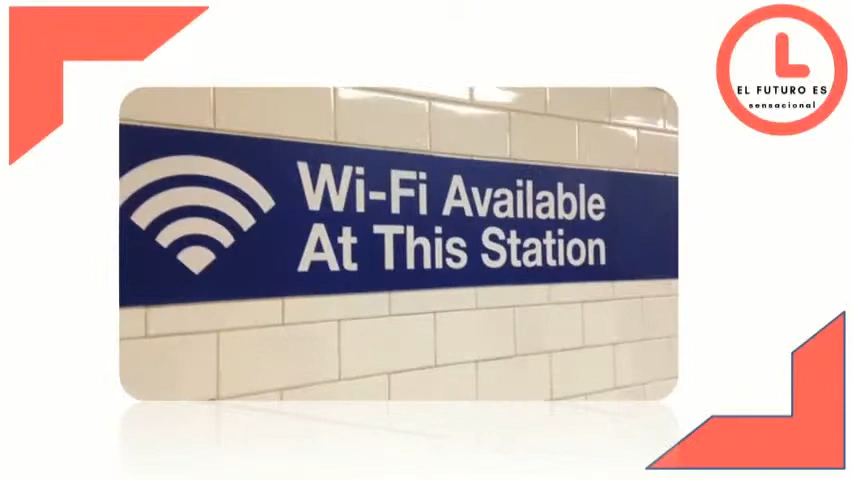 EL FUTURO ES
sensacional
Wi-Fi Available
At This Station